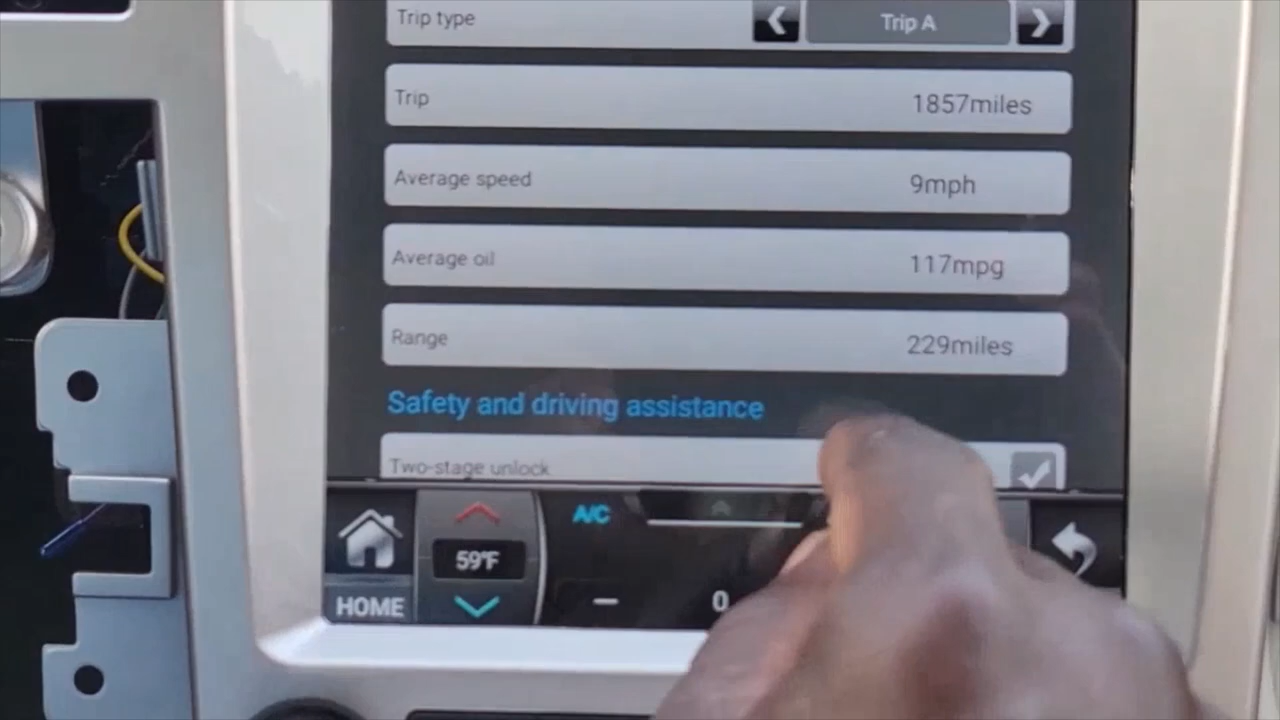 Trip type
Trip A
Trip
1857miles
Average speed
9mph
Average oil
117mpg
Range
229miles
Safety and driving assistance
Two-stage unlock
A/C
59°F
HOME
0